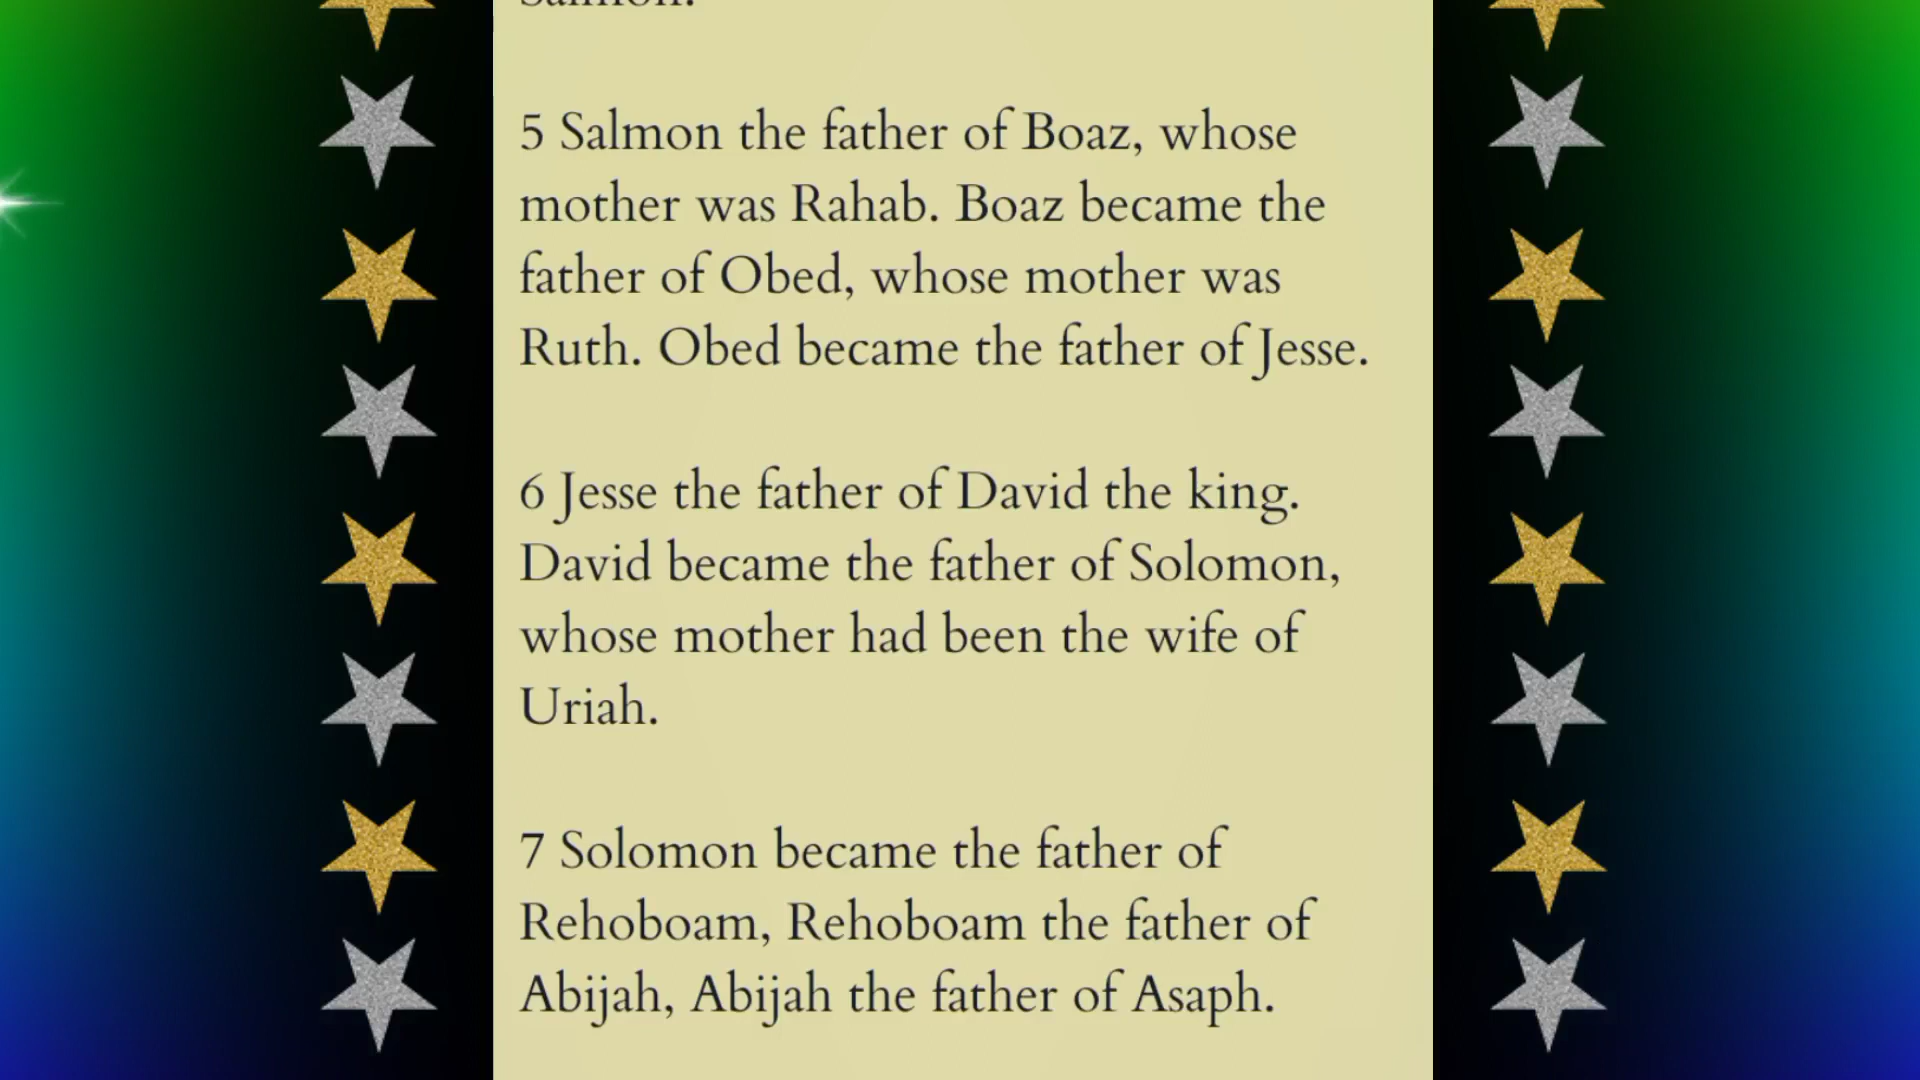 Salmon.
5 Salmon the father of Boaz, whose
mother was Rahab. Boaz became the
father of Obed, whose mother was
Ruth. Obed became the father of Jesse.
6 Jesse the father of David the king.
David became the father of Solomon,
whose mother had been the wife of
Uriah.
7 Solomon became the father of
Rehoboam, Rehoboam the father of
Abijah, Abijah the father of Asaph.